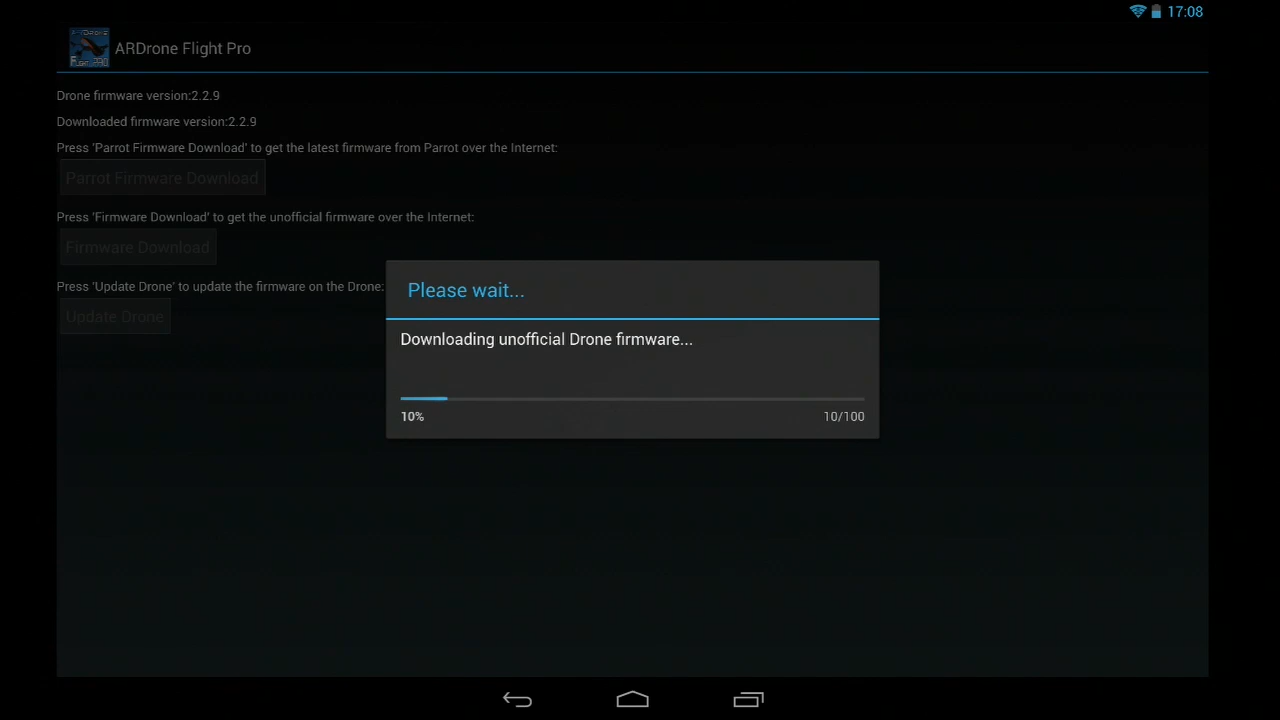 17:08
ARDrone Flight Pro
Drone firmware version:2.2.9
Downloaded firmware version:2.2.9
Press 'Parrot Firmware Download' to get the latest firmware from Parrot over the Internet:
Parrot Firmware Download
Press 'Firmware Download' to get the unofficial firmware over the Internet:
Firmware Download
Press 'Update Drone' to update the firmware on the Drone:
Update Drone
Please wait...
Downloading unofficial Drone firmware...
10% 10/100